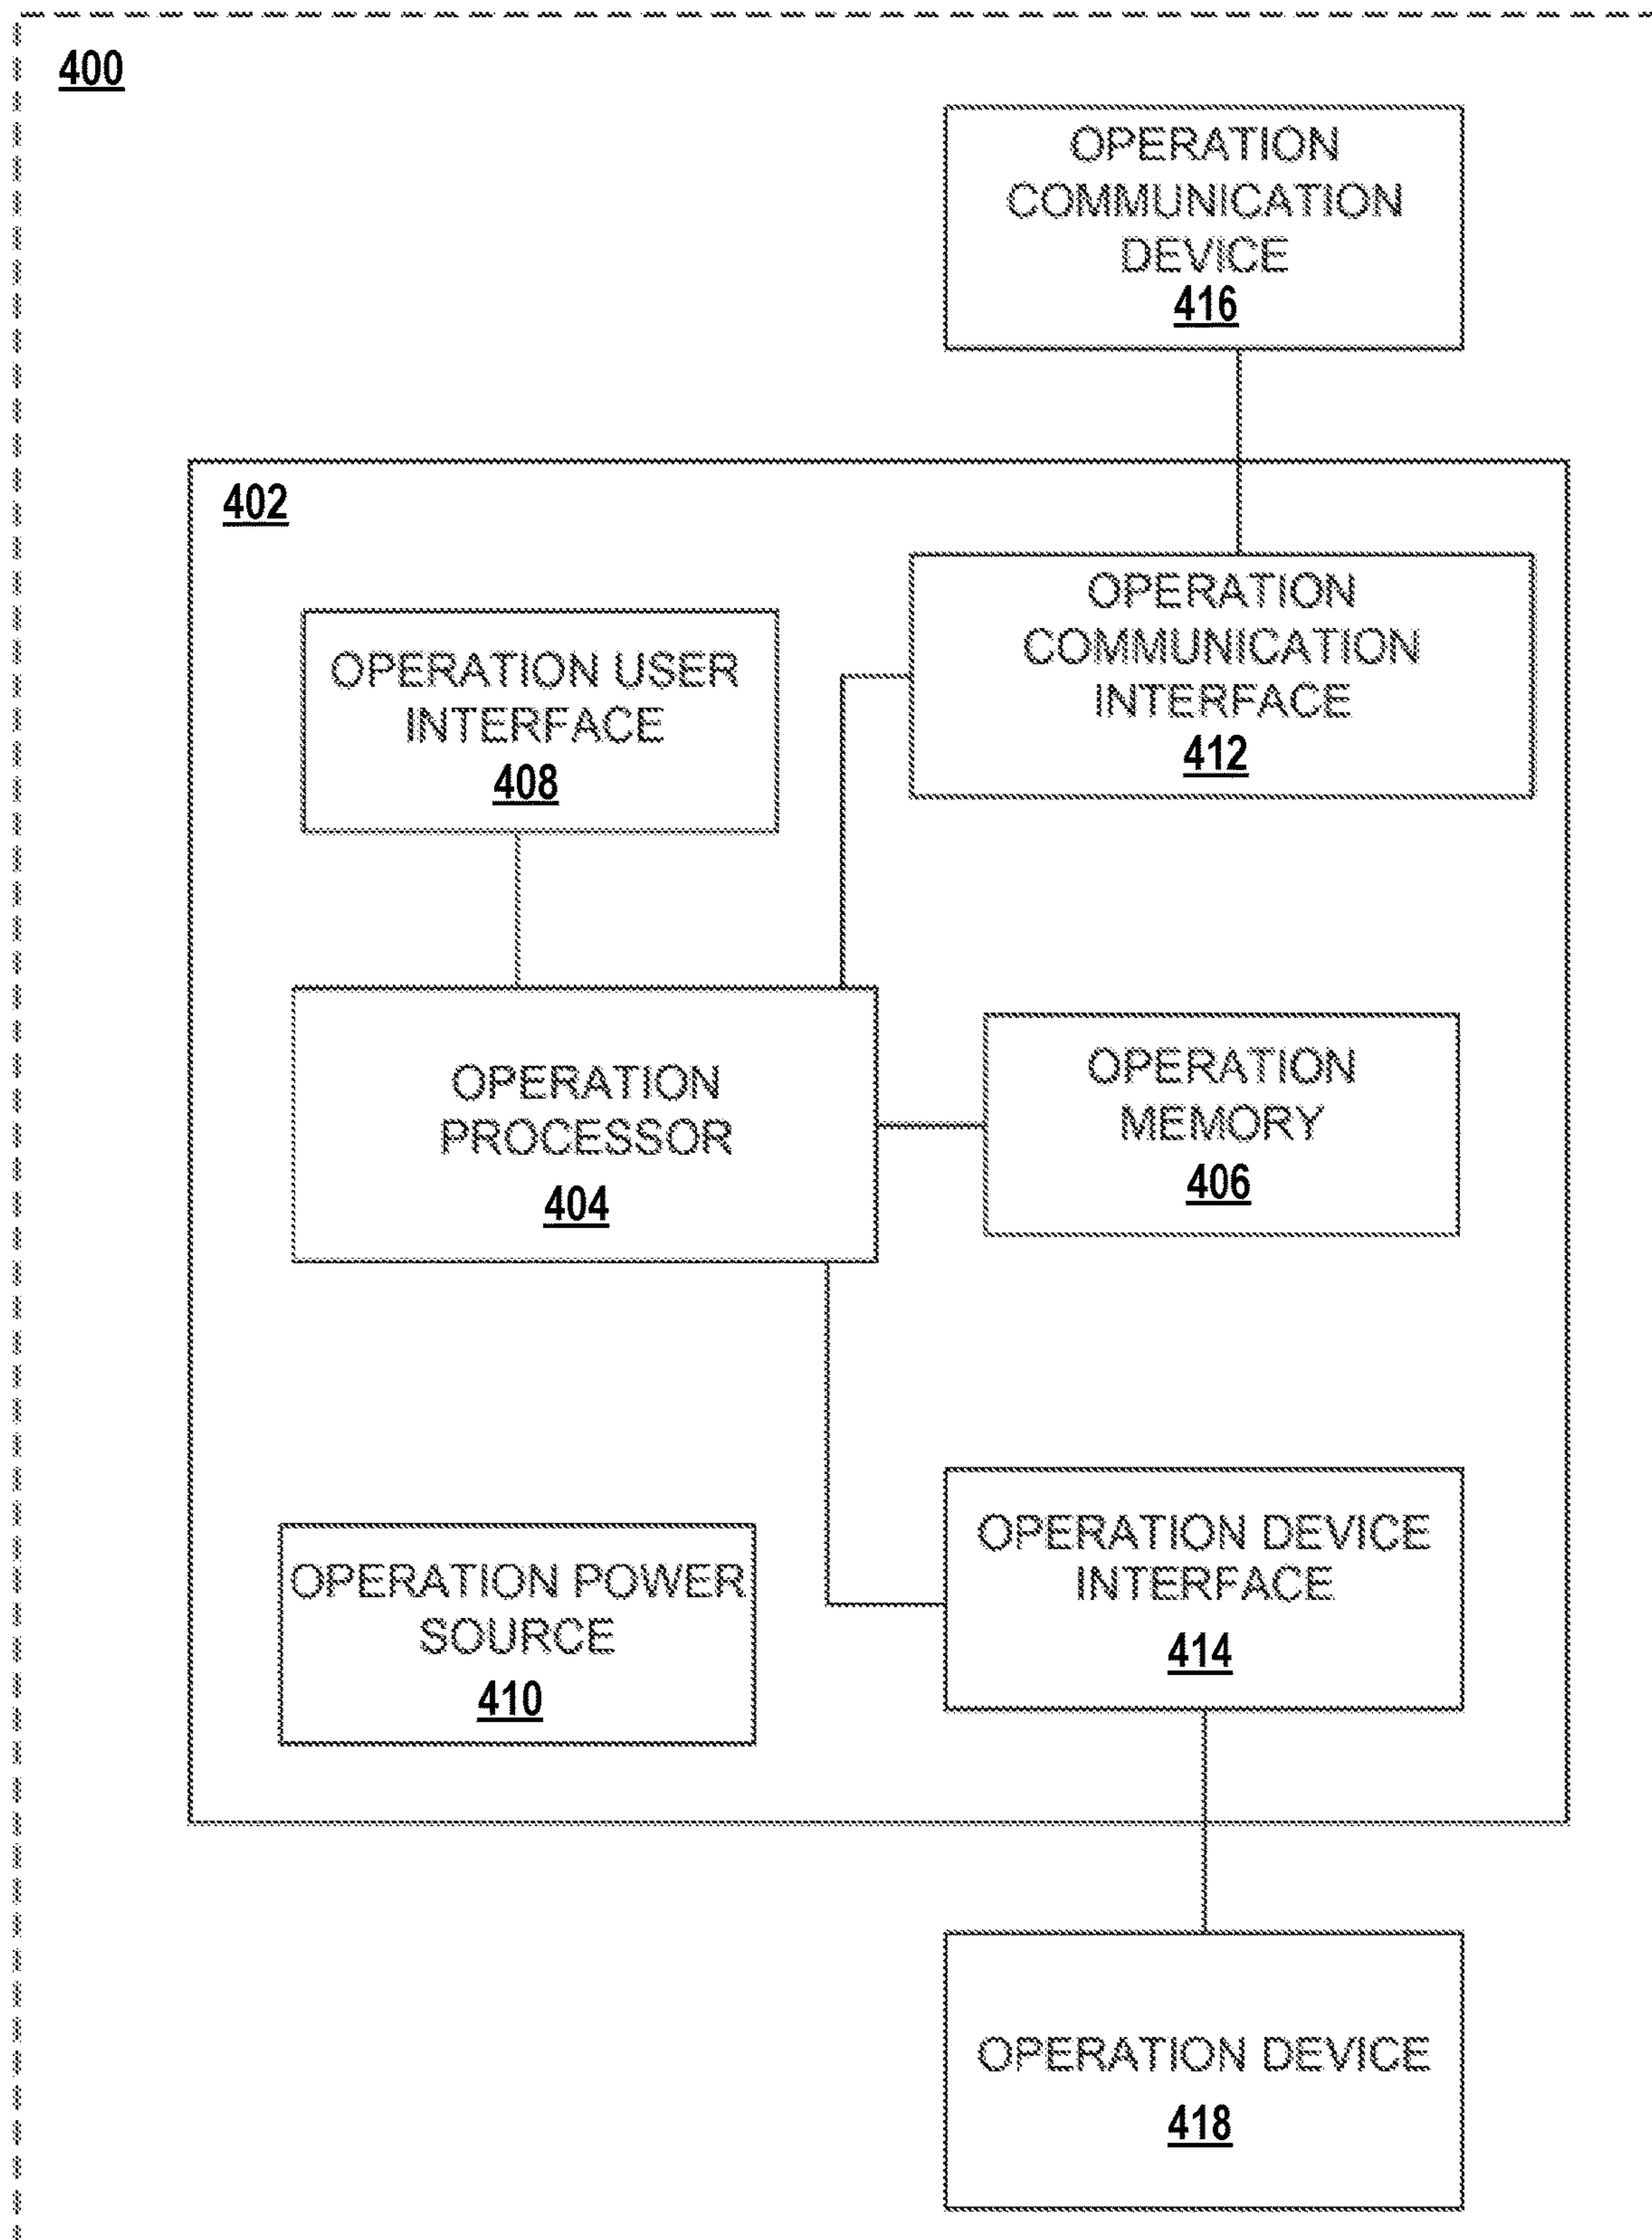 400
OPERATION
COMMUNICATION
DEVICE
416
402
OPERATION
COMMUNICATION
INTERFACE
412
OPERATION USER
INTERFACE
408
OPERATION
PROCESSOR
404
OPERATION
MEMORY
406
OPERATION DEVICE
INTERFACE
414
OPERATION POWER
SOURCE
410
OPERATION DEVICE
418